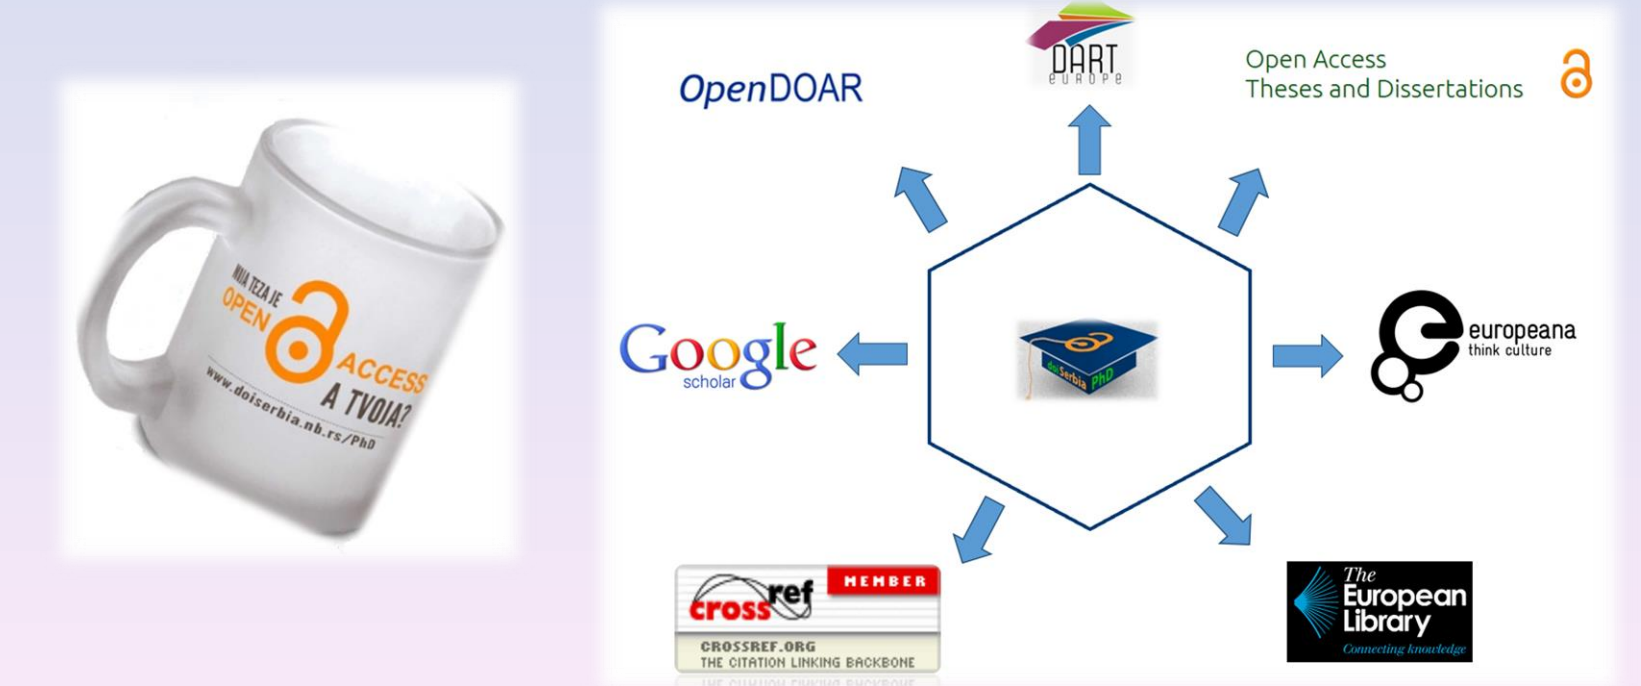 MOJA TEZA JE
OPEN
ACCESS
A TVOJA?
www.doiserbia.nb.rs/PhD
OpenDOAR
DART
EUROPE
Open Access
Theses and Dissertations
Google
scholar
doiSerbia PhD
europeana
think culture
crossref
MEMBER
CROSSREF.ORG
THE CITATION LINKING BACKBONE
The
European
Library
Connecting knowledge